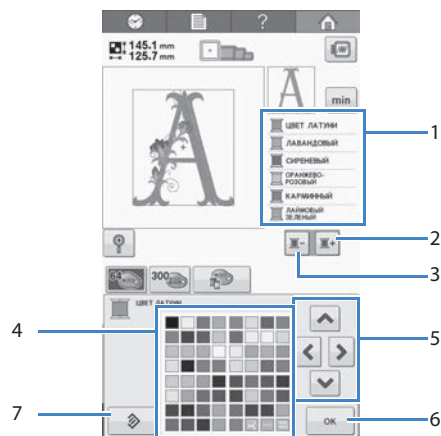 ?
145.1 mm
125.7 mm
min
ЦВЕТ ЛАТУНИ
ЛАВАНДОВЫЙ
СИРЕНЕВЫЙ
ОРАНЖЕВО-
РОЗОВЫЙ
КАРМИННЫЙ
ЛАЙМОВЫЙ
ЗЕЛЕНЫЙ
1
2
3
64
300
ЦВЕТ ЛАТУНИ
4
5
7
OK
6